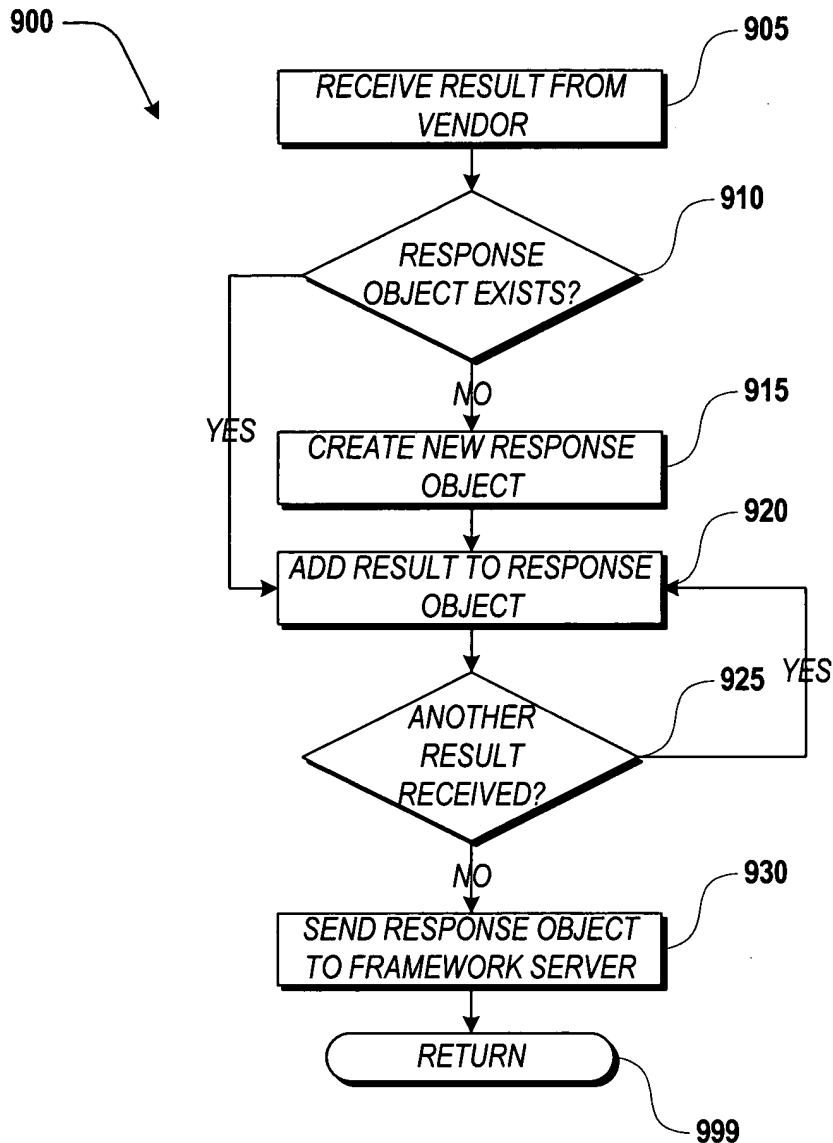 900
905
RECEIVE RESULT FROM
VENDOR
910
RESPONSE
OBJECT EXISTS?
NO
YES
915
CREATE NEW RESPONSE
OBJECT
920
ADD RESULT TO RESPONSE
OBJECT
925
YES
ANOTHER
RESULT
RECEIVED?
NO
930
SEND RESPONSE OBJECT
TO FRAMEWORK SERVER
RETURN
999